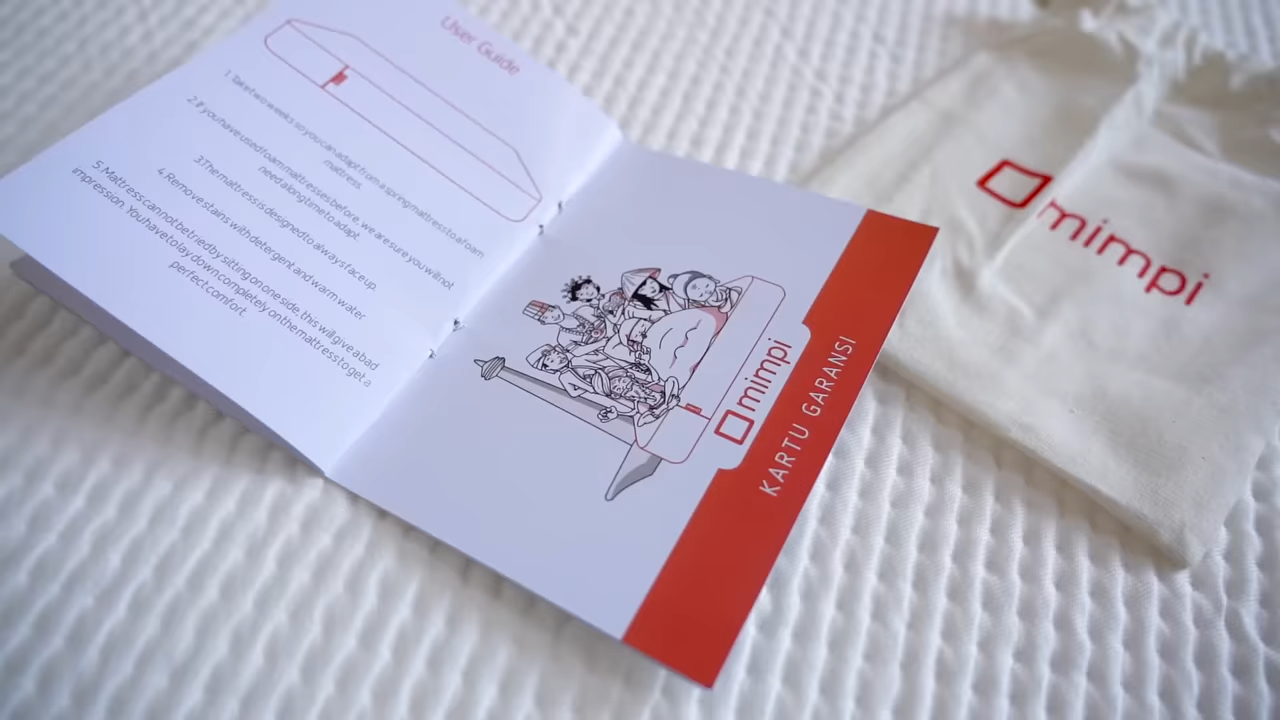 User Guide
1. Take two weeks so you can adapt from a spring mattress to a foam
mattress.
2. If you have used foam mattresses before, we are sure you will not
need a long time to adapt.
3. The mattress is designed to always face up.
4. Remove stains with detergent and warm water
5. Mattress cannot be tried by sitting on one side, this will give a bad
impression. You have to lay down completely on the mattress to get a
perfect comfort.
mimpi
KARTU GARANSI
mimpi